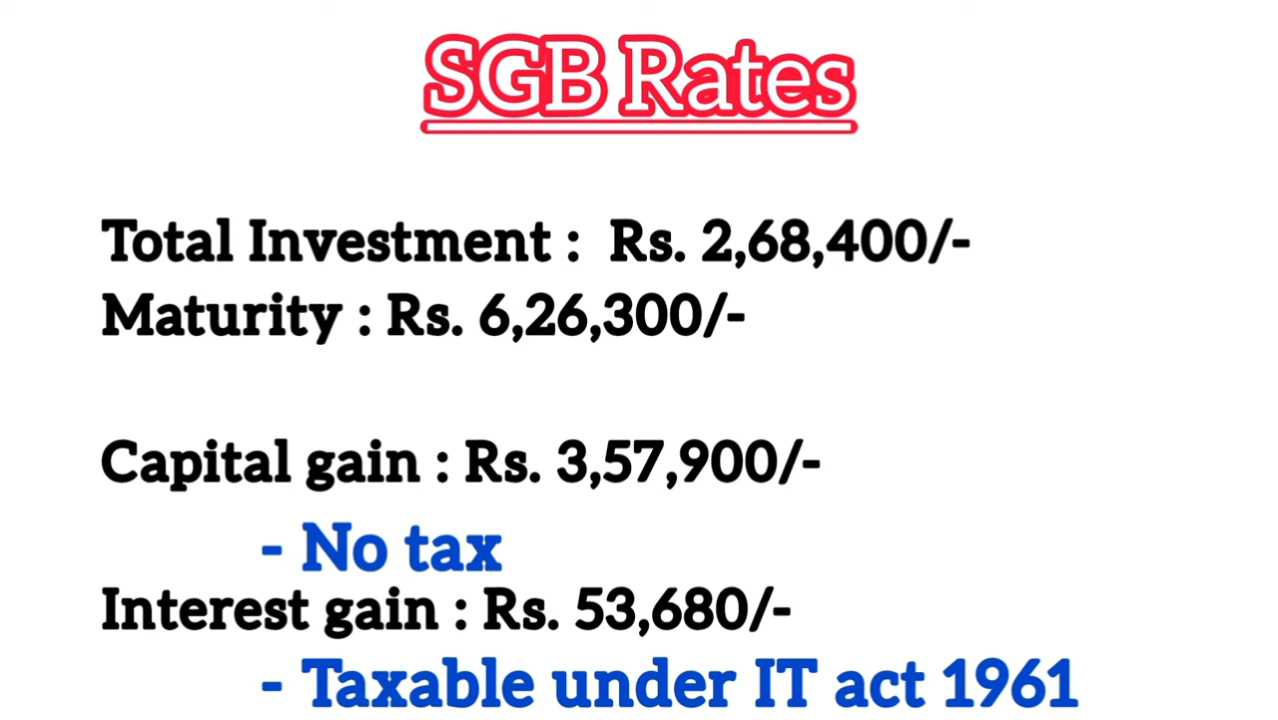 SGB Rates
Total Investment : Rs. 2,68,400/-
Maturity : Rs. 6,26,300/-
Capital gain : Rs. 3,57,900/-
- No tax
Interest gain : Rs. 53,680/-
- Taxable under IT act 1961